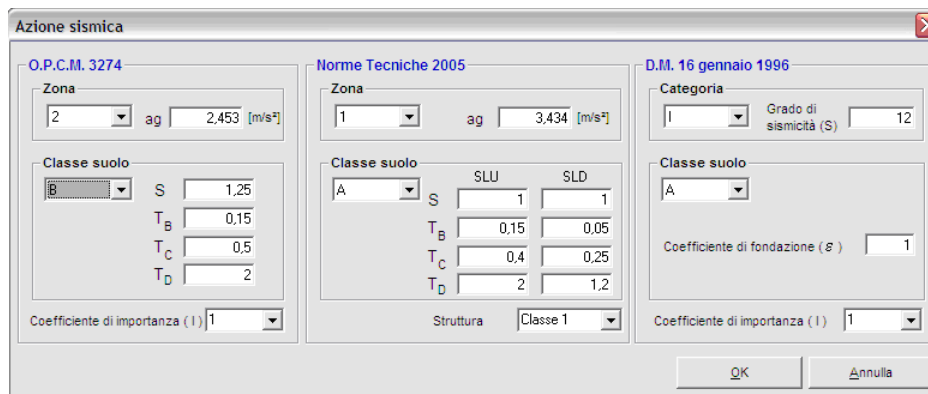 Azione sismica
O.P.C.M. 3274
Zona
2 ag 2,453 [m/s²]
Classe suolo
B S 1,25
TB 0,15
TC 0,5
TD 2
Coefficiente di importanza ( I ) 1
Norme Tecniche 2005
Zona
1 ag 3,434 [m/s²]
Classe suolo
SLU SLD
A S 1 1
TB 0,15 0,05
TC 0,4 0,25
TD 2 1,2
Struttura Classe 1
D.M. 16 gennaio 1996
Categoria
I Grado di
sismicità (S) 12
Classe suolo
A
Coefficiente di fondazione ( ε ) 1
Coefficiente di importanza ( I ) 1
OK Annulla